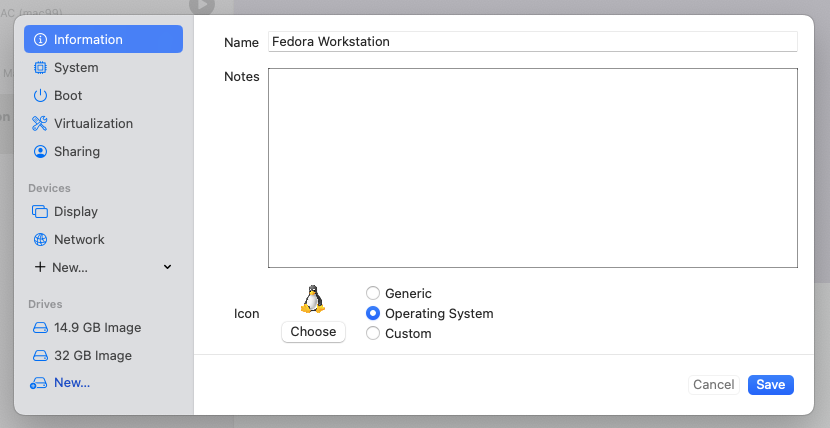 AC (mac99)
Information
System
Boot
Virtualization
Sharing
Devices
Display
Network
New...
Drives
14.9 GB Image
32 GB Image
New...
Name
Fedora Workstation
Notes
Icon
Choose
Generic
Operating System
Custom
Cancel
Save